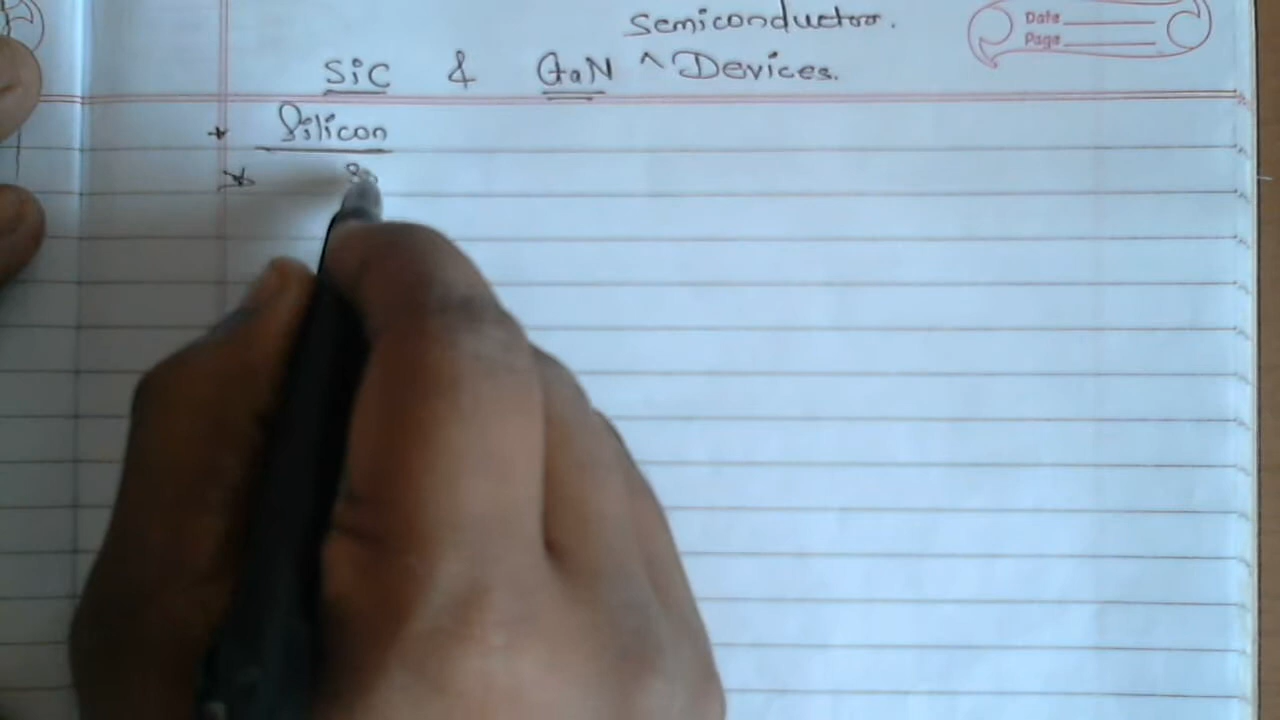 Semiconductor.
SiC & GaN ^ Devices.
Date
Page
* Silicon
*